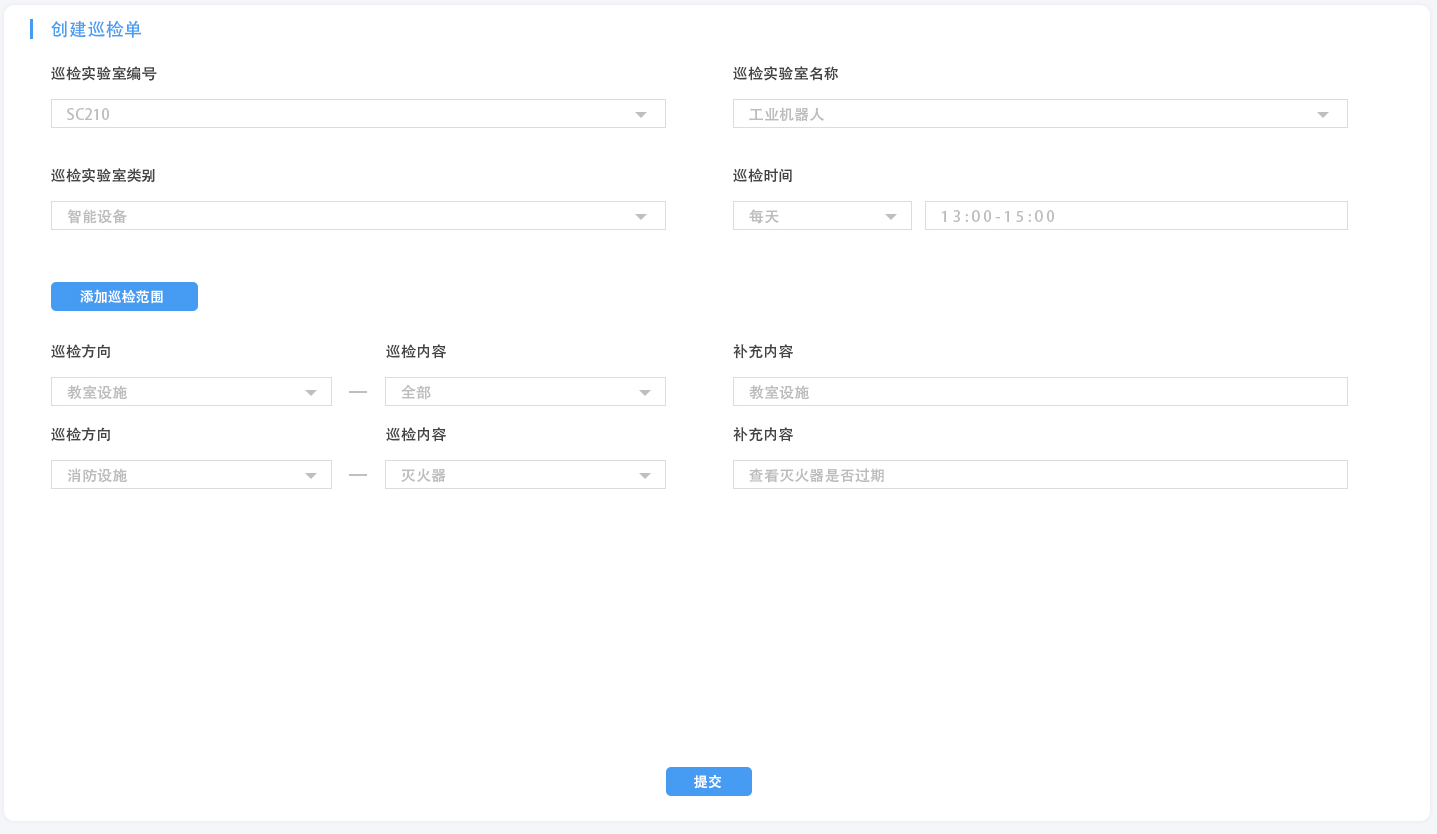 创建巡检单
巡检实验室编号 巡检实验室名称
SC210 工业机器人
巡检实验室类别 巡检时间
智能设备 每天 13:00-15:00
添加巡检范围
巡检方向 巡检内容 补充内容
教室设施 — 全部 教室设施
巡检方向 巡检内容 补充内容
消防设施 — 灭火器 查看灭火器是否过期
提交